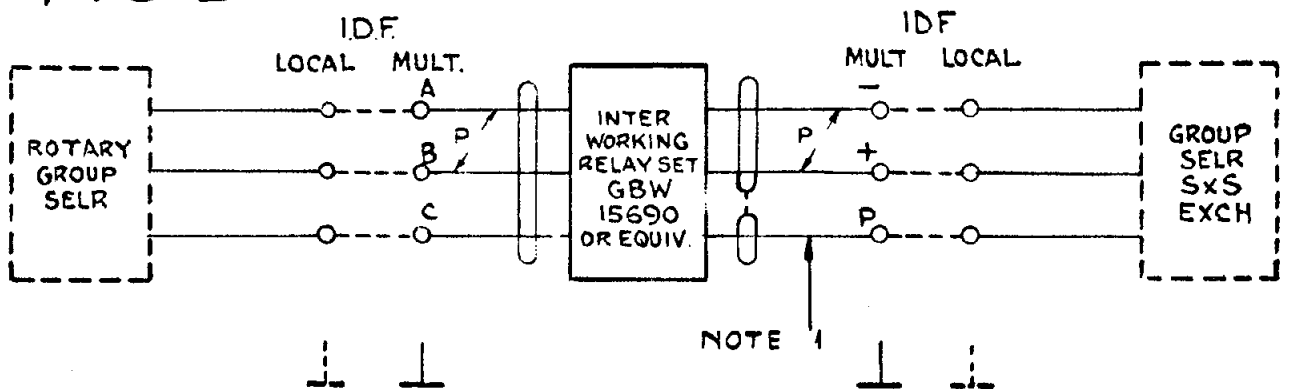 I.D.F.
LOCAL MULT.
IDF
MULT LOCAL
ROTARY
GROUP
SELR
A
B
C
P
INTER
WORKING
RELAY SET
GBW
15690
OR EQUIV.
P
−
+
P
GROUP
SELR
S×S
EXCH
NOTE 1